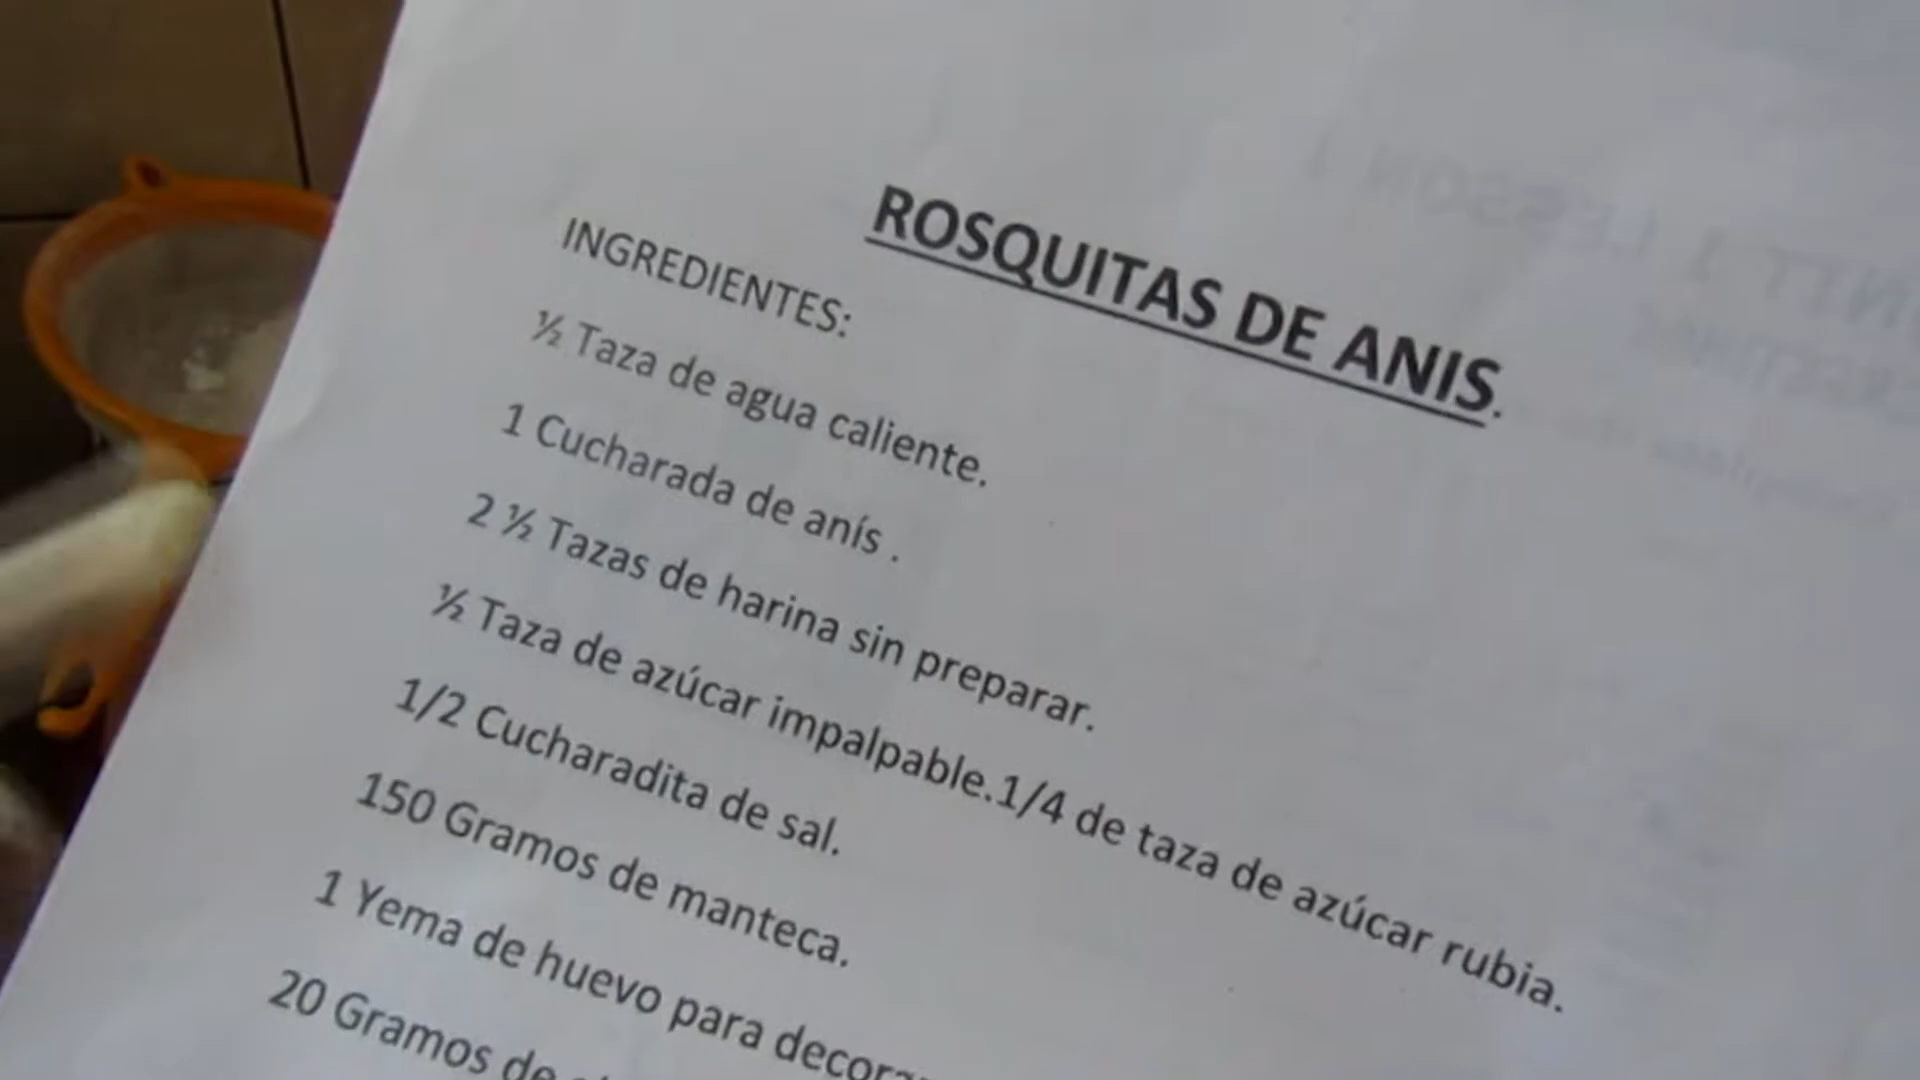 ROSQUITAS DE ANIS.
INGREDIENTES:
½ Taza de agua caliente.
1 Cucharada de anís .
2 ½ Tazas de harina sin preparar.
½ Taza de azúcar impalpable.1/4 de taza de azúcar rubia.
1/2 Cucharadita de sal.
150 Gramos de manteca.
1 Yema de huevo para
20 Gramos de